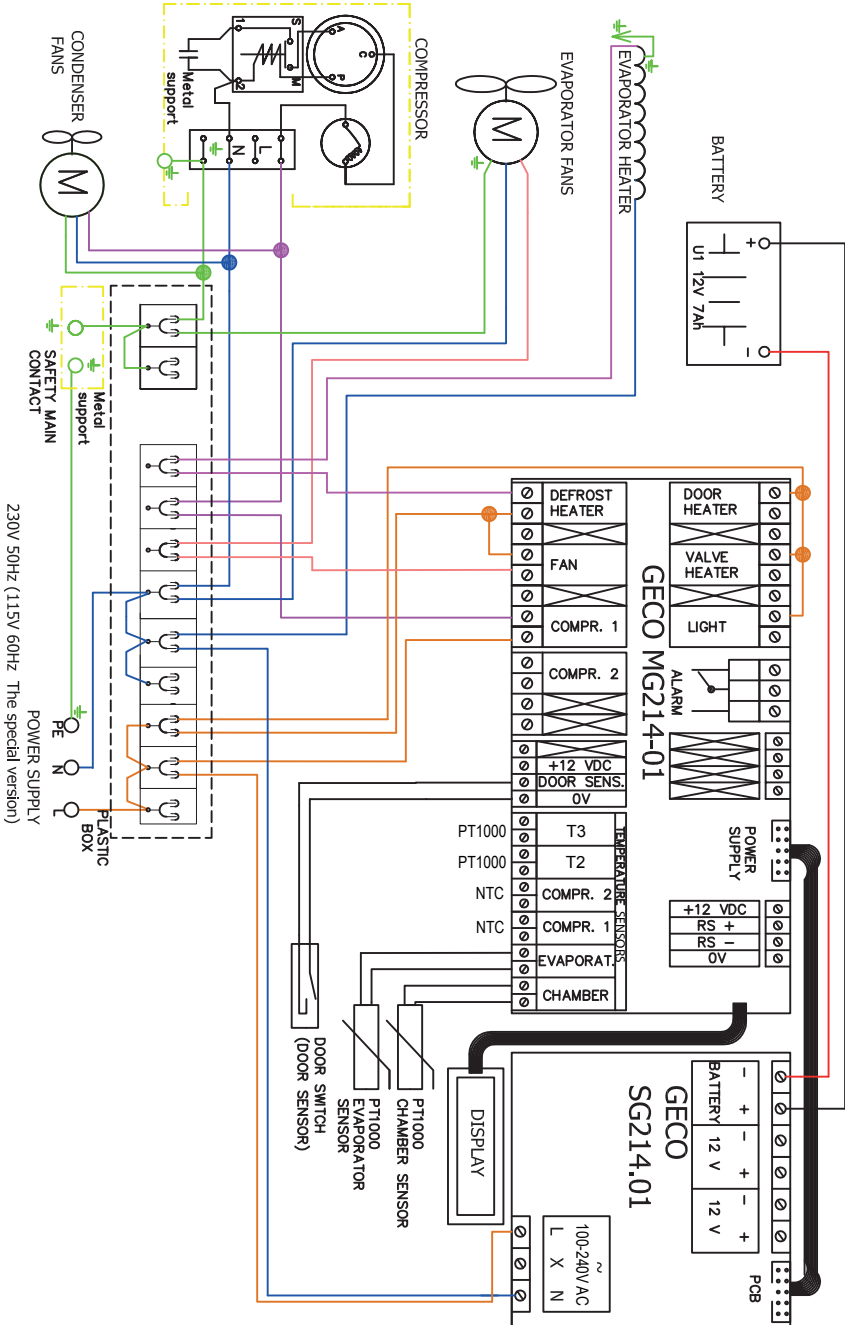 COMPRESSOR
1
2
S
M
A
C
P
Metal
support
N
L
CONDENSER
FANS
M
EVAPORATOR FANS
M
EVAPORATOR HEATER
BATTERY
+
U1 12V 7Ah
-
SAFETY MAIN
CONTACT
Metal
support
PE
N
L
POWER SUPPLY
230V 50Hz (115V 60Hz The special version)
PLASTIC
BOX
GECO MG214-01
DEFROST
HEATER
FAN
COMPR. 1
COMPR. 2
+12 VDC
DOOR SENS.
0V
DOOR
HEATER
VALVE
HEATER
LIGHT
ALARM
POWER
SUPPLY
+12 VDC
RS +
RS -
0V
TEMPERATURE SENSORS
PT1000
T3
PT1000
T2
NTC
COMPR. 2
NTC
COMPR. 1
EVAPORAT.
CHAMBER
DOOR SWITCH
(DOOR SENSOR)
PT1000
EVAPORATOR
SENSOR
PT1000
CHAMBER SENSOR
DISPLAY
GECO
SG214.01
- +
BATTERY
- +
12 V
- +
12 V
PCB
~
100-240V AC
L X N